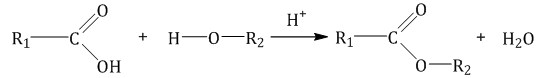 O O
R₁ C + H O R₂ H⁺ R₁ C + H₂O
OH O R₂